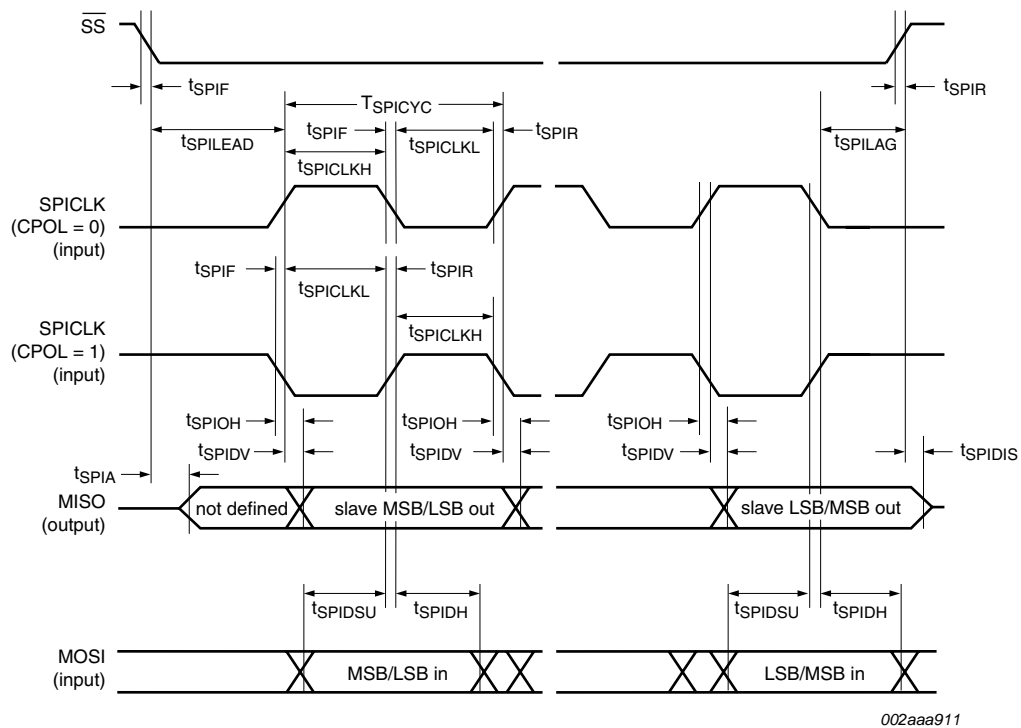 SS
tSPIF
TSPICYC
tSPIR
tSPILEAD
tSPIF
tSPICLKL
tSPIR
tSPILAG
tSPICLKH
SPICLK
(CPOL = 0)
(input)
tSPIF
tSPICLKL
tSPIR
SPICLK
(CPOL = 1)
(input)
tSPICLKH
tSPIOH
tSPIOH
tSPIOH
tSPIDV
tSPIDV
tSPIDV
tSPIDIS
tSPIA
MISO
(output)
not defined
slave MSB/LSB out
slave LSB/MSB out
tSPIDSU
tSPIDH
tSPIDSU
tSPIDH
MOSI
(input)
MSB/LSB in
LSB/MSB in
002aaa911